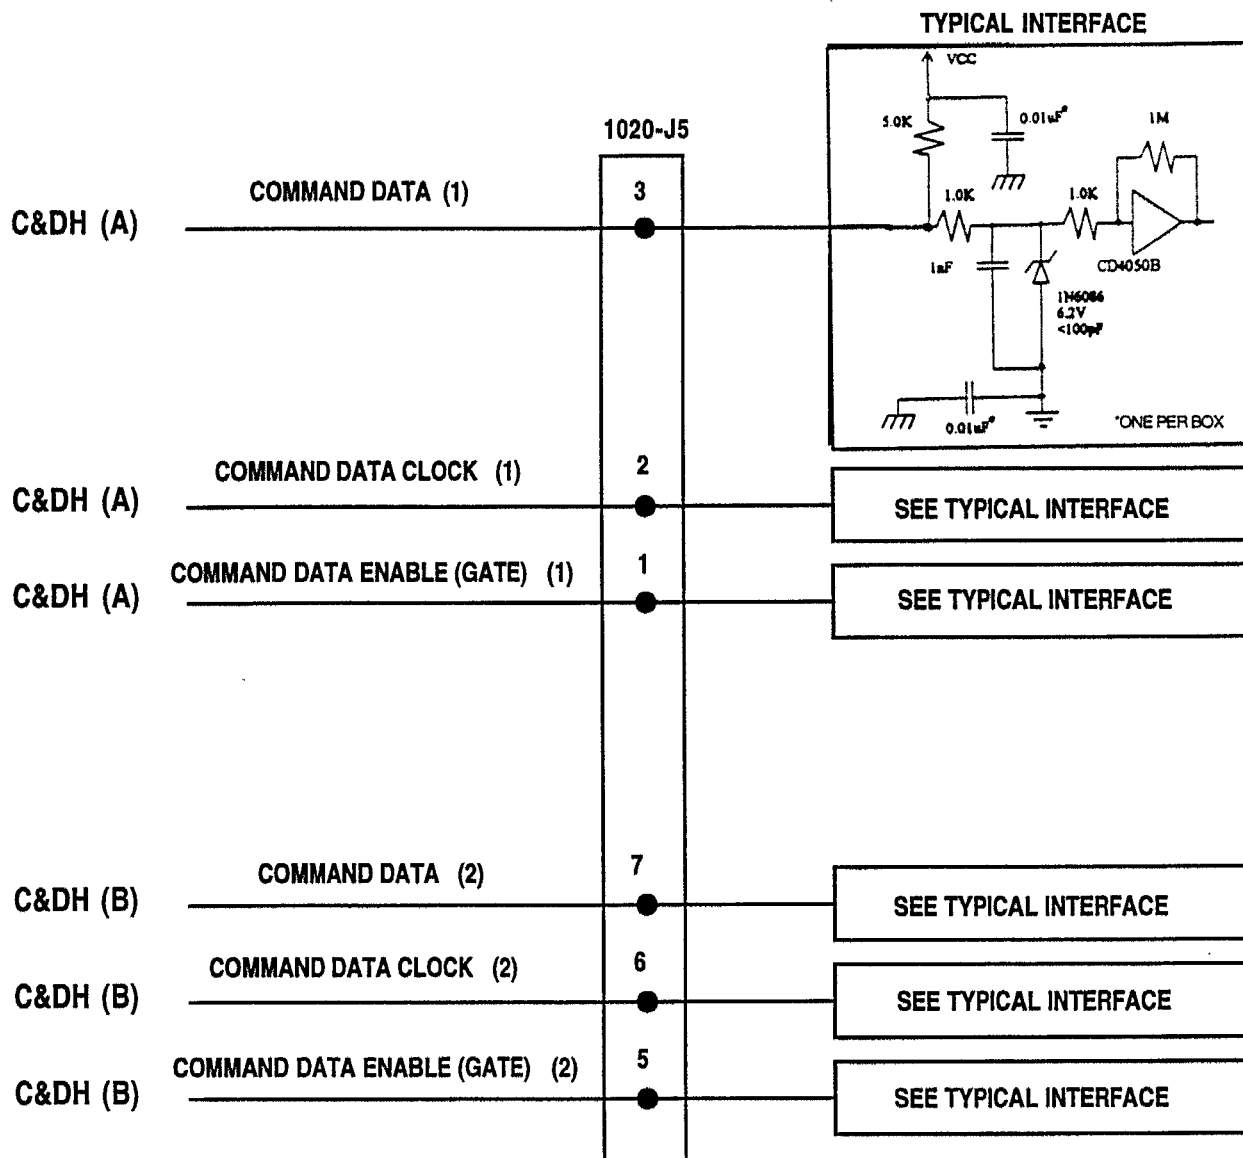 TYPICAL INTERFACE
VCC
5.0K
0.01uF*
1M
1020-J5
COMMAND DATA (1)
3
C&DH (A)
1.0K
1.0K
1nF
CD4050B
1N6086
6.2V
<100pF
0.01uF*
*ONE PER BOX
COMMAND DATA CLOCK (1)
2
C&DH (A)
SEE TYPICAL INTERFACE
COMMAND DATA ENABLE (GATE) (1)
1
C&DH (A)
SEE TYPICAL INTERFACE
COMMAND DATA (2)
7
C&DH (B)
SEE TYPICAL INTERFACE
COMMAND DATA CLOCK (2)
6
C&DH (B)
SEE TYPICAL INTERFACE
COMMAND DATA ENABLE (GATE) (2)
5
C&DH (B)
SEE TYPICAL INTERFACE